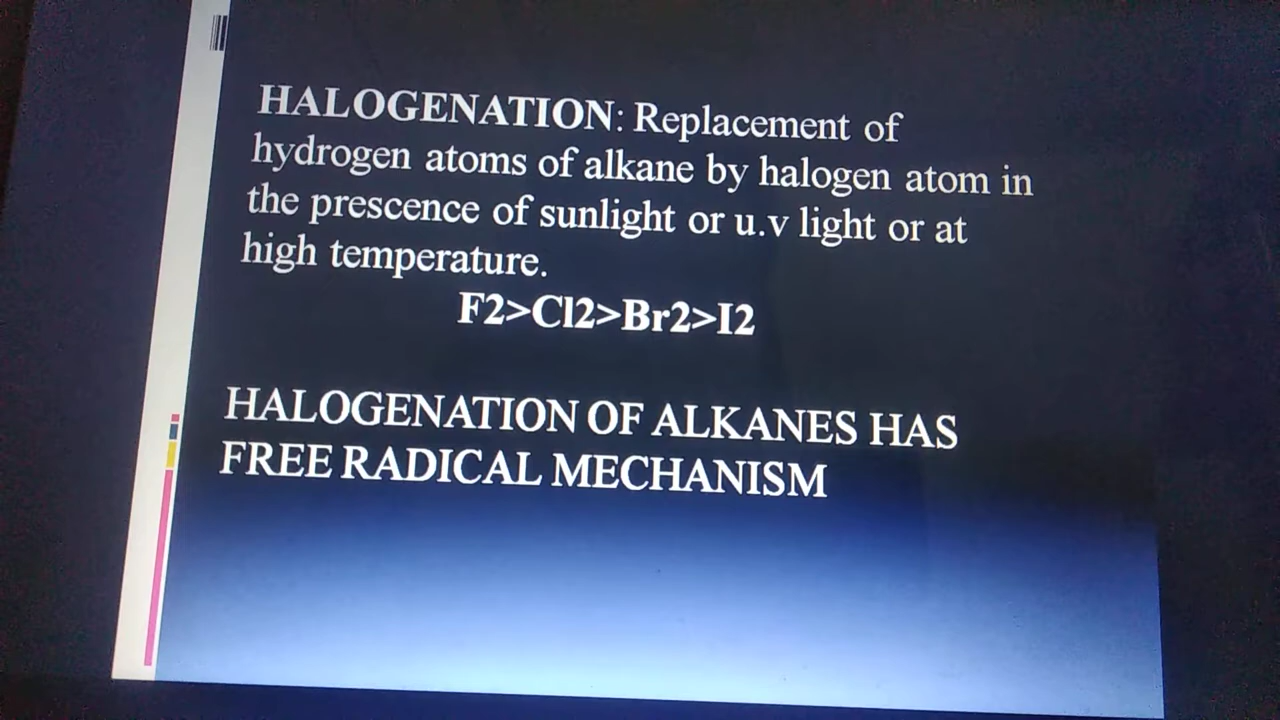 HALOGENATION: Replacement of
hydrogen atoms of alkane by halogen atom in
the prescence of sunlight or u.v light or at
high temperature.
F2>Cl2>Br2>I2
HALOGENATION OF ALKANES HAS
FREE RADICAL MECHANISM